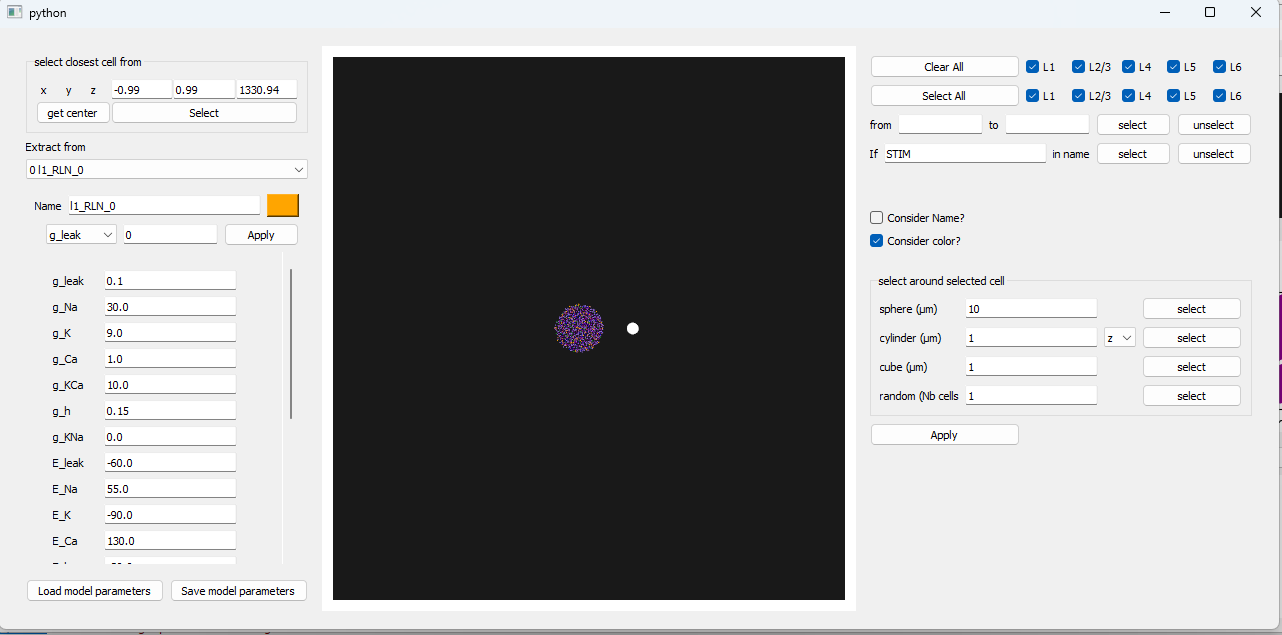 python
select closest cell from
x y z -0.99 0.99 1330.94
get center Select
Extract from
0 l1_RLN_0
Name l1_RLN_0
g_leak 0 Apply
g_leak 0.1
g_Na 30.0
g_K 9.0
g_Ca 1.0
g_KCa 10.0
g_h 0.15
g_KNa 0.0
E_leak -60.0
E_Na 55.0
E_K -90.0
E_Ca 130.0
Load model parameters Save model parameters
Clear All L1 L2/3 L4 L5 L6
Select All L1 L2/3 L4 L5 L6
from to select unselect
If STIM in name select unselect
Consider Name?
Consider color?
select around selected cell
sphere (µm) 10 select
cylinder (µm) 1 z select
cube (µm) 1 select
random (Nb cells 1 select
Apply